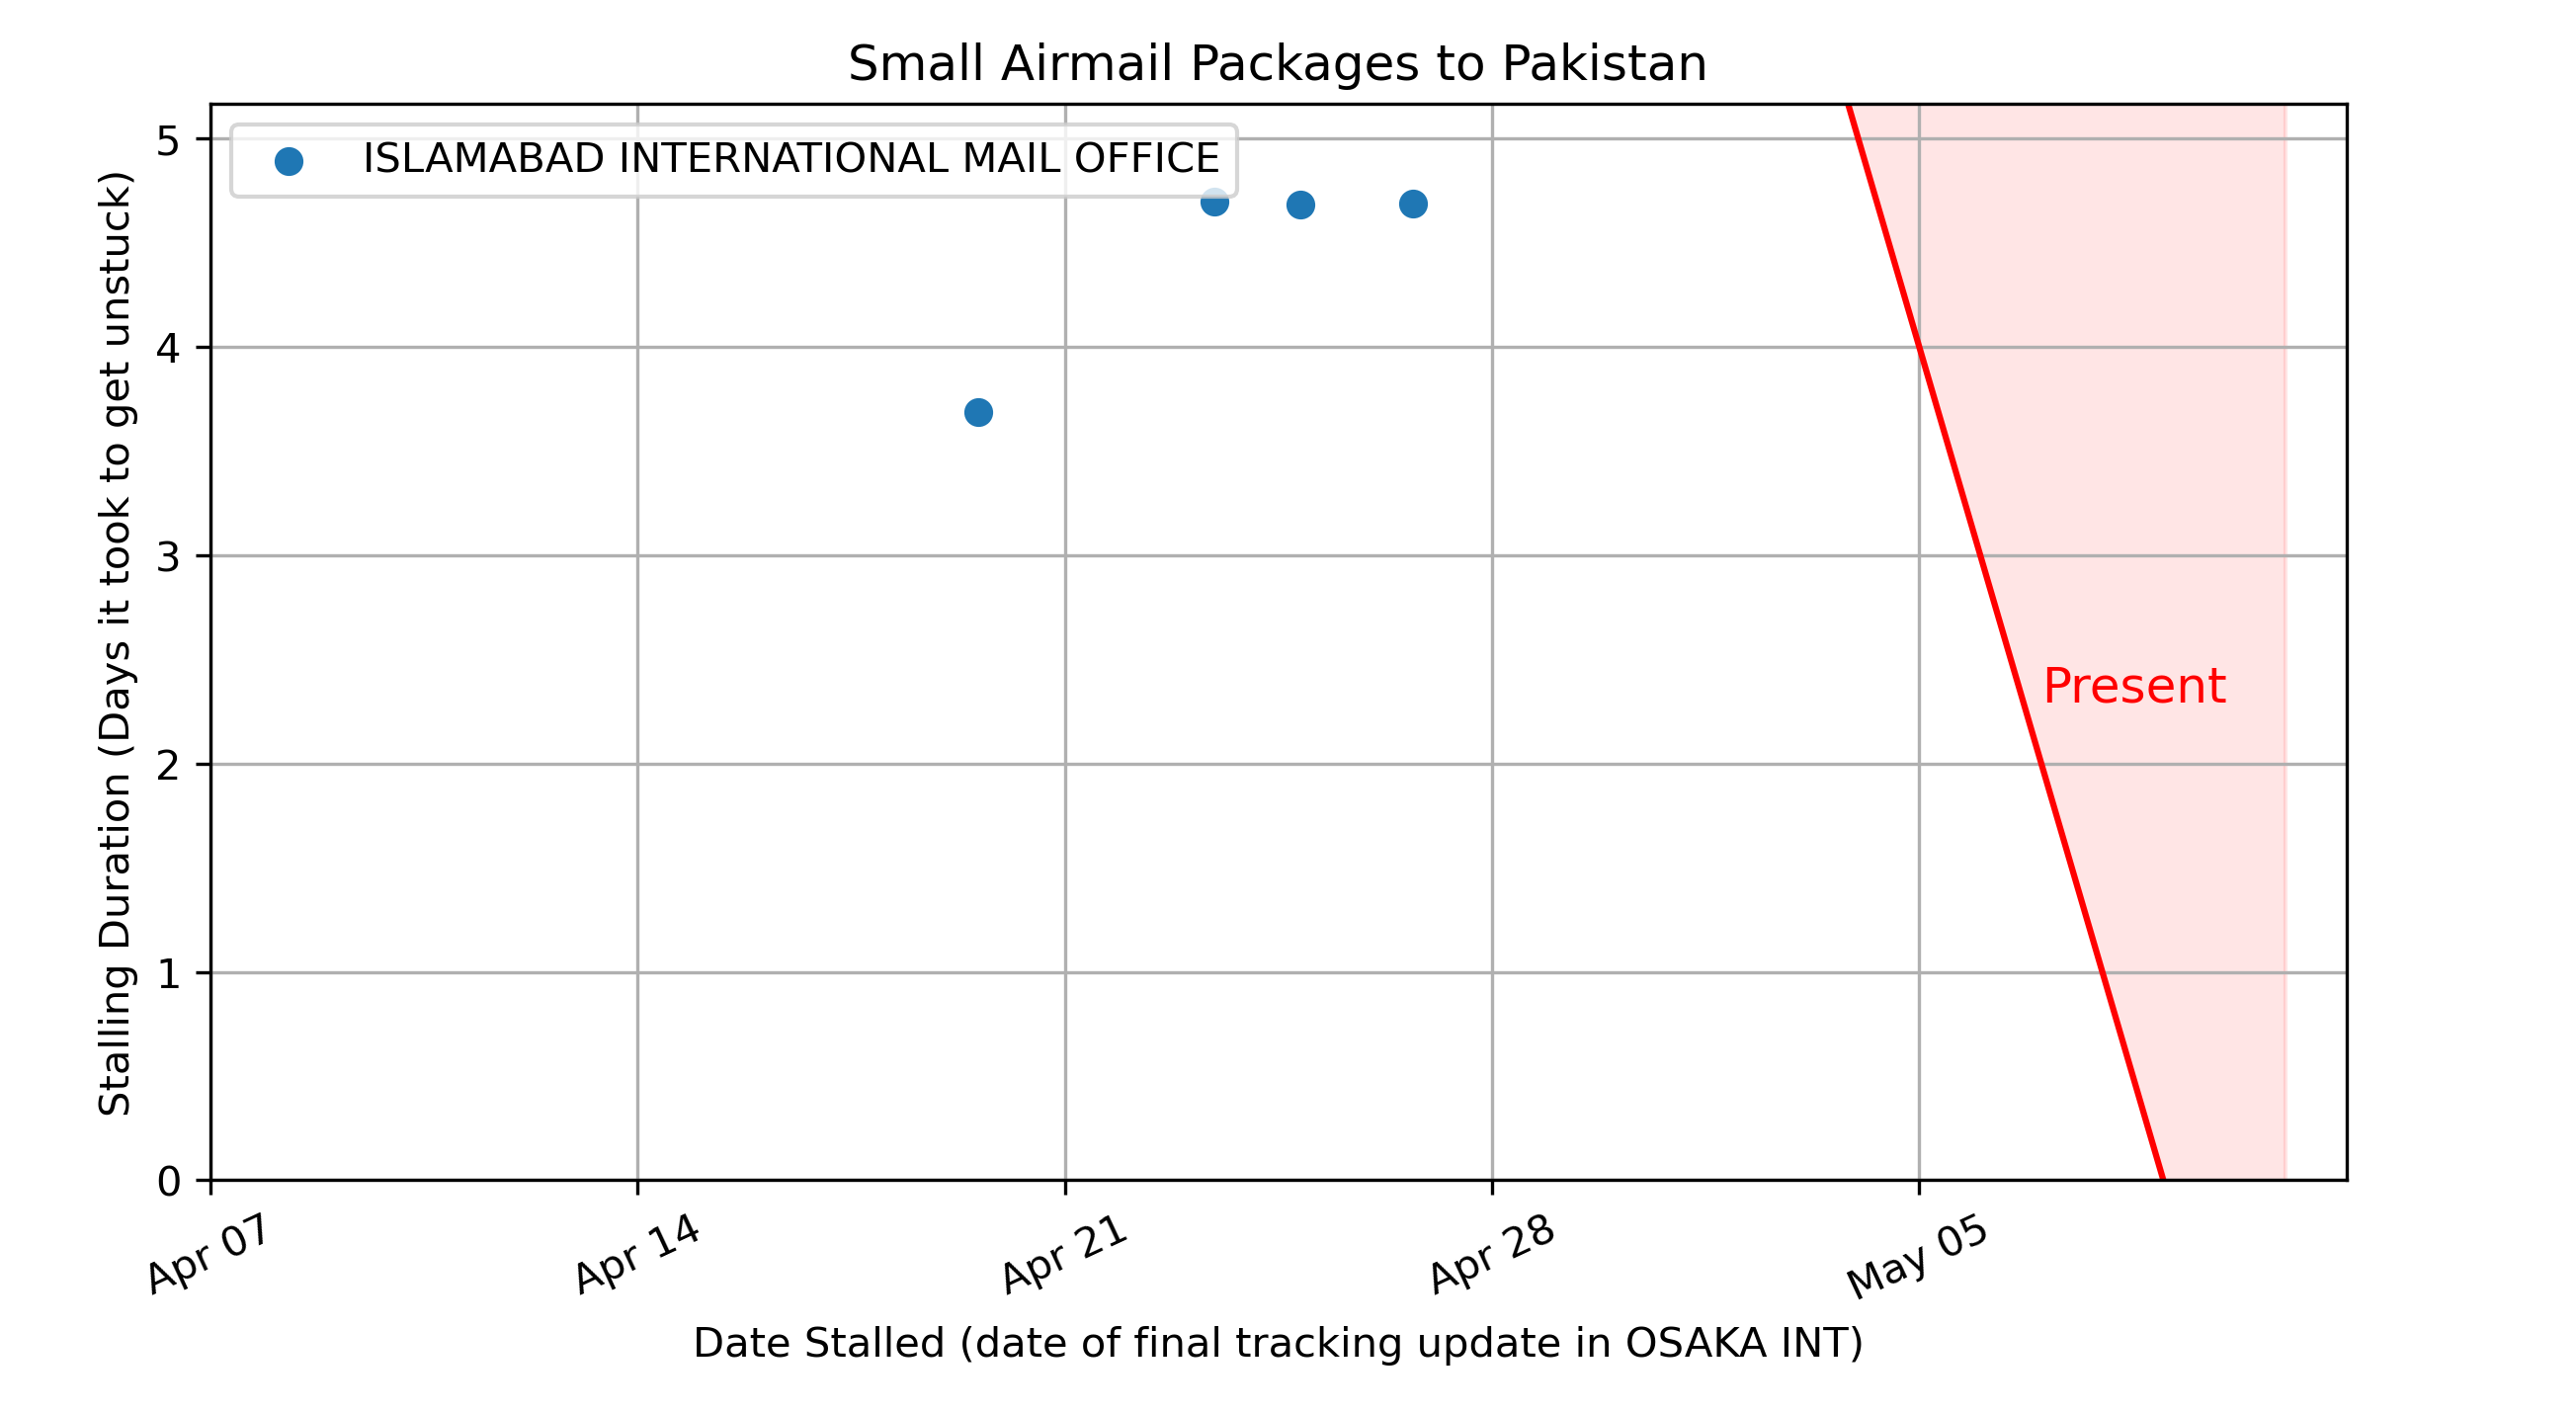 Small Airmail Packages to Pakistan
ISLAMABAD INTERNATIONAL MAIL OFFICE
Stalling Duration (Days it took to get unstuck)
5
4
3
2
1
0
Present
Apr 07
Apr 14
Apr 21
Apr 28
May 05
Date Stalled (date of final tracking update in OSAKA INT)